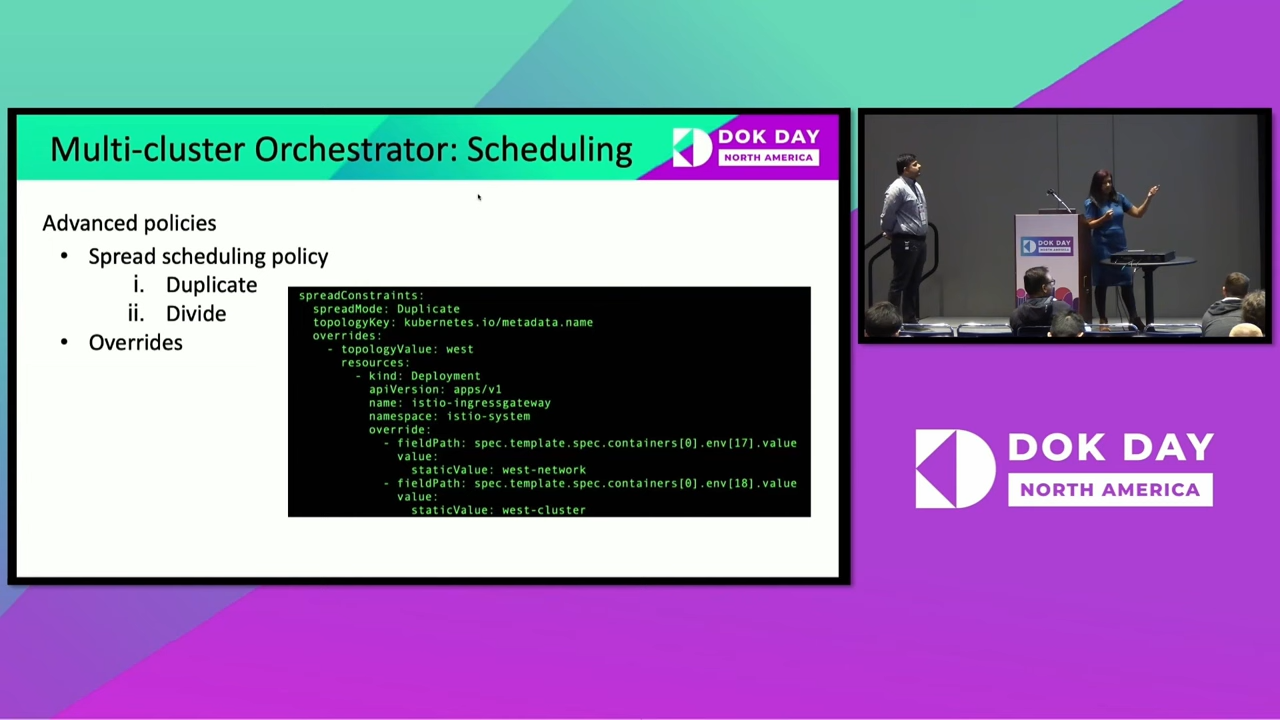 Multi-cluster Orchestrator: Scheduling
DOK DAY
NORTH AMERICA
Advanced policies
• Spread scheduling policy
i. Duplicate
ii. Divide
• Overrides
spreadConstraints:
spreadMode: Duplicate
topologyKey: kubernetes.io/metadata.name
overrides:
- topologyValue: west
resources:
- kind: Deployment
apiVersion: apps/v1
name: istio-ingressgateway
namespace: istio-system
override:
- fieldPath: spec.template.spec.containers[0].env[17].value
value:
staticValue: west-network
- fieldPath: spec.template.spec.containers[0].env[18].value
value:
staticValue: west-cluster
DOK DAY
NORTH AMERICA
DOK DAY
NORTH AMERICA